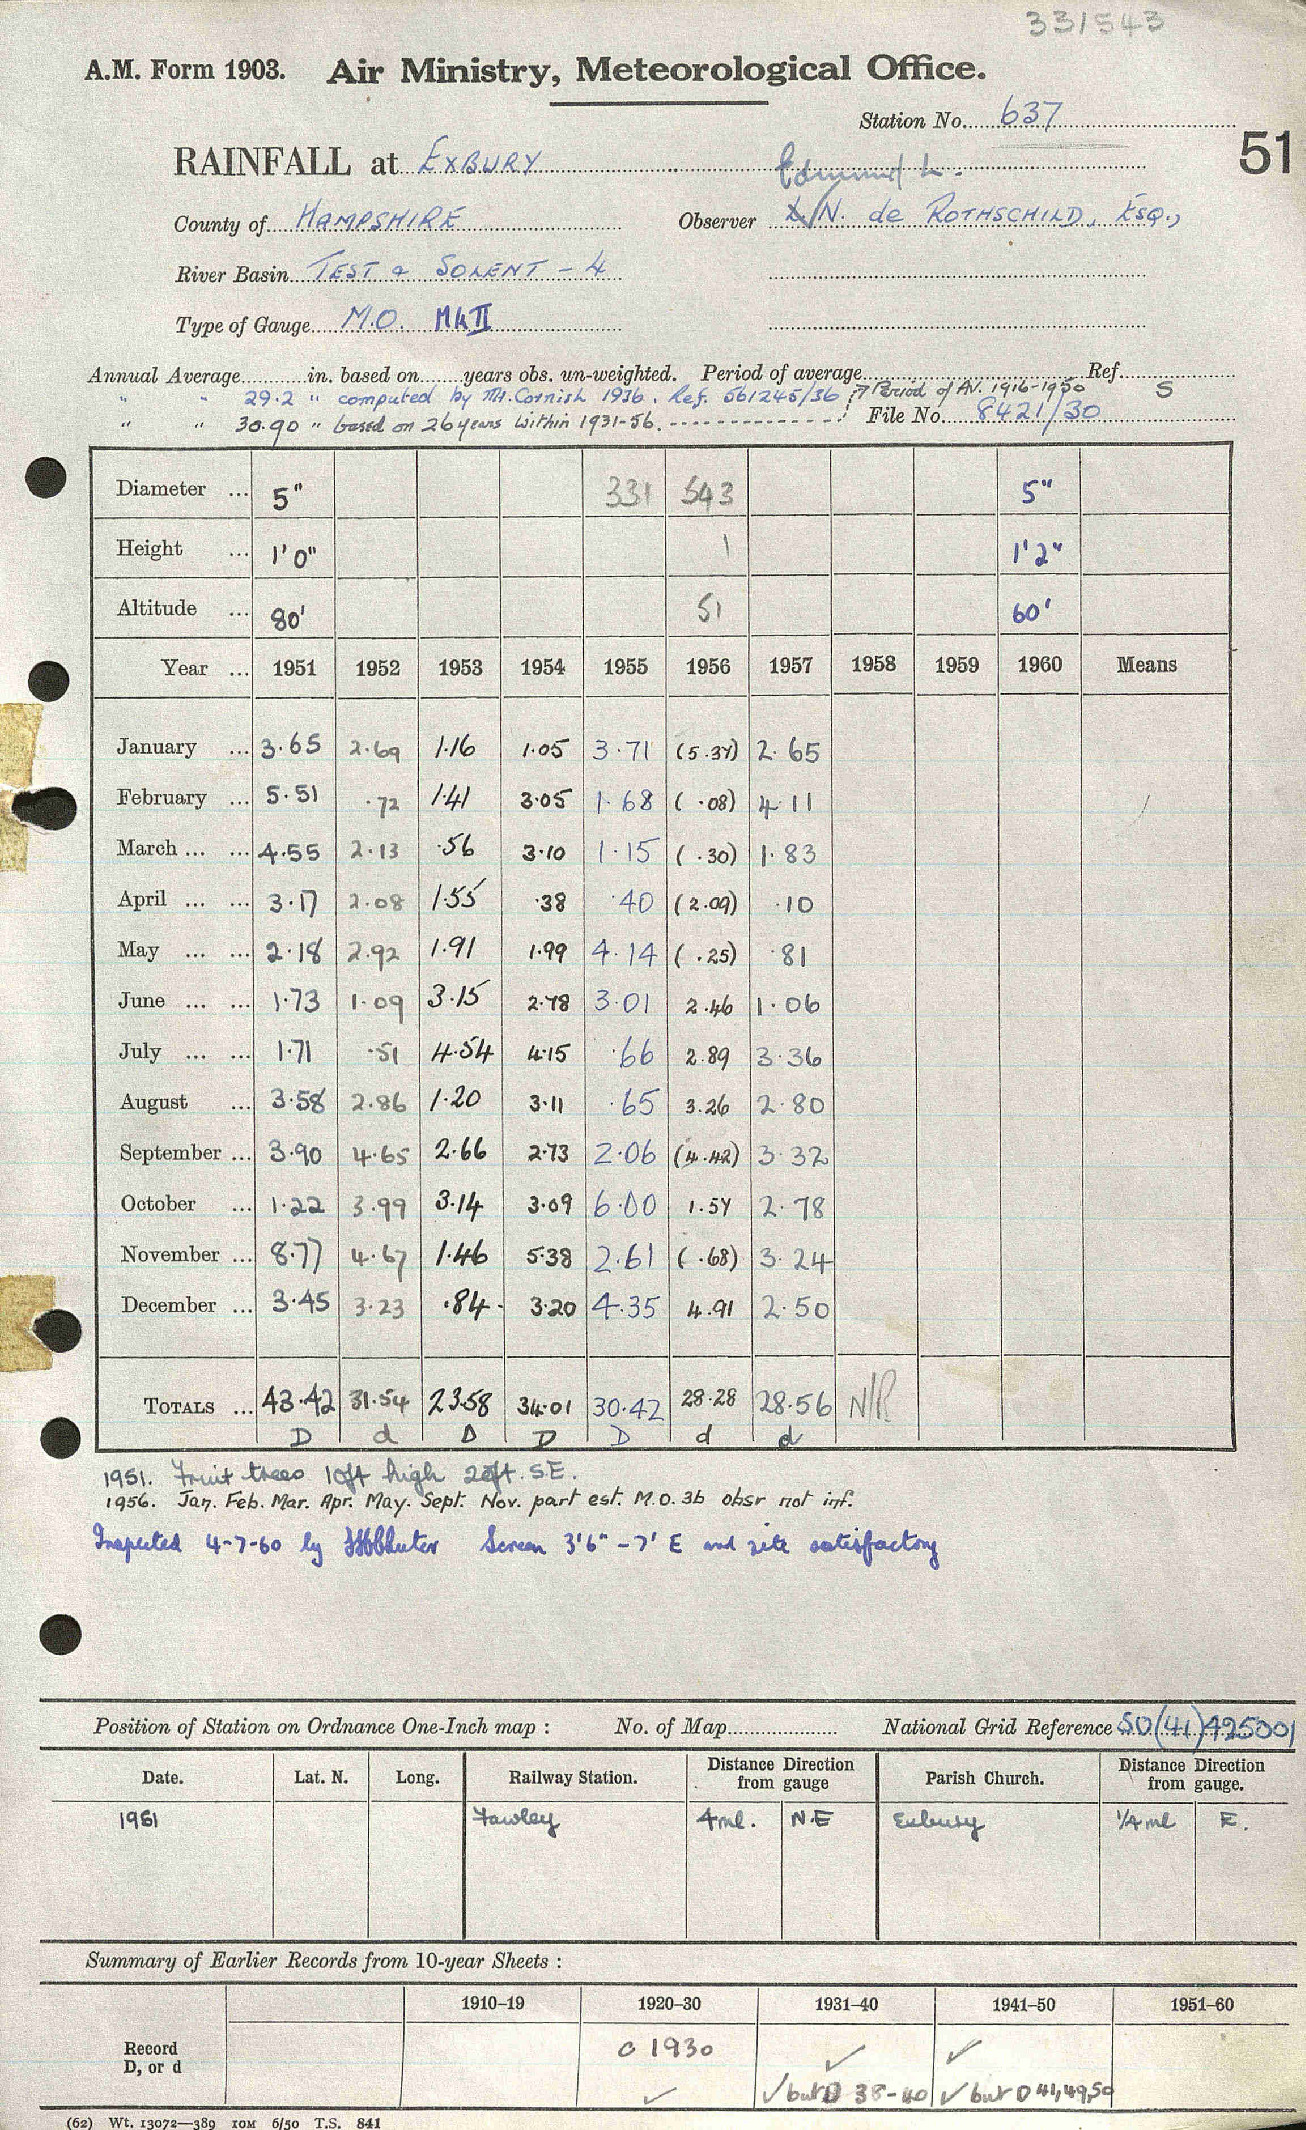 331543
A.M. Form 1903. Air Ministry, Meteorological Office.
Station No. 637
51
RAINFALL at EXBURY Edmund L.
County of HAMPSHIRE Observer L.N. de ROTHSCHILD, ESQ.,
River Basin TEST & SOLENT - 4
Type of Gauge M.O. Mk II
Annual Average in. based on years obs. un-weighted. Period of average Ref.
" " 29.2 " computed by Mr. Cornish 1936. Ref. 561245/36 Period of AV. 1916-1950 S
" " 30.90 " based on 26 years within 1931-56. File No. 8421/30
Diameter ... 5" 331 543 5"
Height ... 1'0" 1 1'2"
Altitude ... 80' 51 60'
Year ... 1951 1952 1953 1954 1955 1956 1957 1958 1959 1960 Means
January ... 3.65 2.69 1.16 1.05 3.71 (5.37) 2.65
February ... 5.51 .72 1.41 3.05 1.68 (.08) 4.11
March ... ... 4.55 2.13 .56 3.10 1.15 (.30) 1.83
April ... ... 3.17 2.08 1.55 .38 .40 (2.09) .10
May ... ... 2.18 2.92 1.91 1.99 4.14 (.25) .81
June ... ... 1.73 1.09 3.15 2.78 3.01 2.46 1.06
July ... ... 1.71 .51 4.54 4.15 .66 2.89 3.36
August ... 3.58 2.86 1.20 3.11 .65 3.26 2.80
September ... 3.90 4.65 2.66 2.73 2.06 (4.42) 3.32
October ... 1.22 3.99 3.14 3.09 6.00 1.57 2.78
November ... 8.77 4.67 1.46 5.38 2.61 (.68) 3.24
December ... 3.45 3.23 .84 3.20 4.35 4.91 2.50
TOTALS ... 43.42 31.54 23.58 34.01 30.42 28.28 28.56 N/R
D d D D D d d
1951. Fruit trees 10ft high 20ft. S.E.
1956. Jan. Feb. Mar. Apr. May. Sept. Nov. part est. M.O. 3b obsr not inf.
Inspected 4-7-60 by Screen 3'6" - 7' E and site satisfactory
Position of Station on Ordnance One-Inch map : No. of Map National Grid Reference SO(41)425001
Date. Lat. N. Long. Railway Station. Distance from gauge Direction Parish Church. Distance from gauge. Direction
1951 Fawley 4ml. N.E Exbury 1/4 ml E.
Summary of Earlier Records from 10-year Sheets :
1910–19 1920–30 1931–40 1941–50 1951–60
Record D, or d c 1930 ✓ ✓
✓ ✓ but D 38-40 ✓ but D 41,49,50
(62) Wt. 13072—389 10M 6/50 T.S. 841